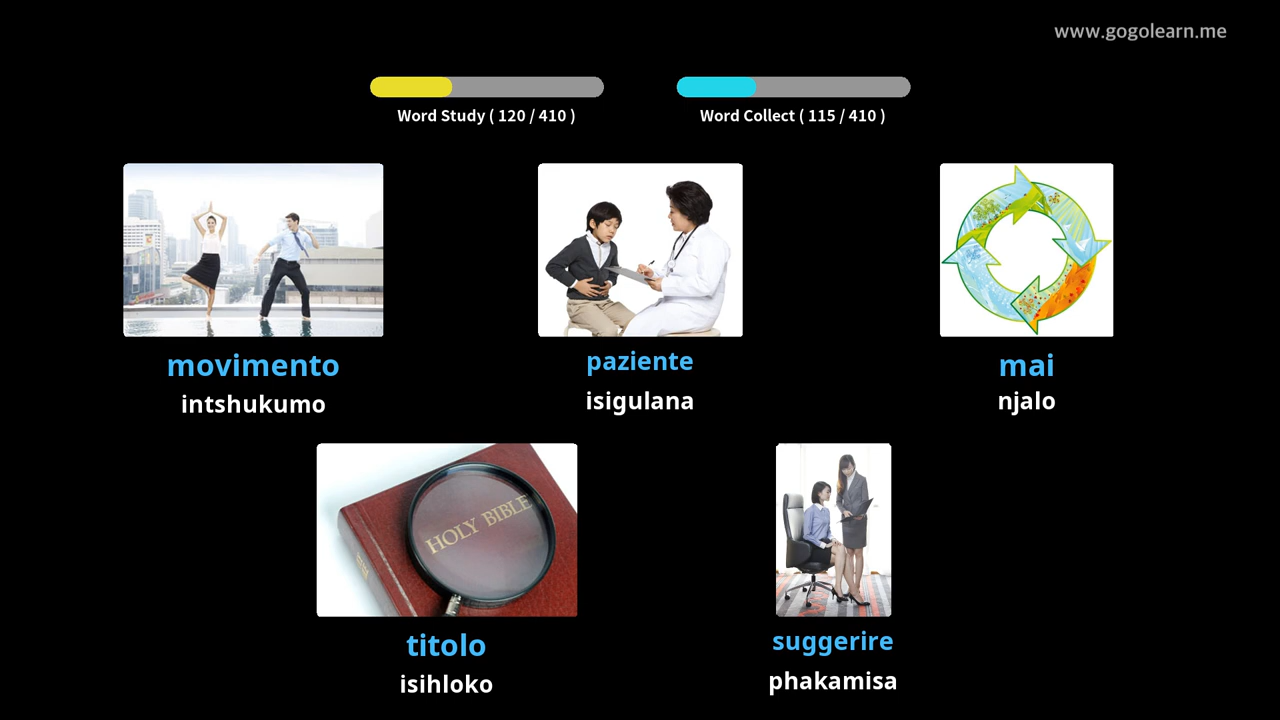 www.gogolearn.me
Word Study ( 120 / 410 )
Word Collect ( 115 / 410 )
movimento
intshukumo
paziente
isigulana
mai
njalo
HOLY BIBLE
titolo
isihloko
suggerire
phakamisa